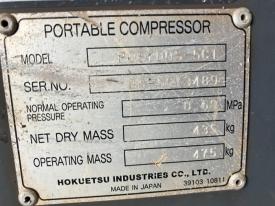 PORTABLE COMPRESSOR
MODEL
SER.NO.
NORMAL OPERATING
PRESSURE MPa
NET DRY MASS 435 kg
OPERATING MASS 475 kg
HOKUETSU INDUSTRIES CO., LTD.
MADE IN JAPAN 39103 10811